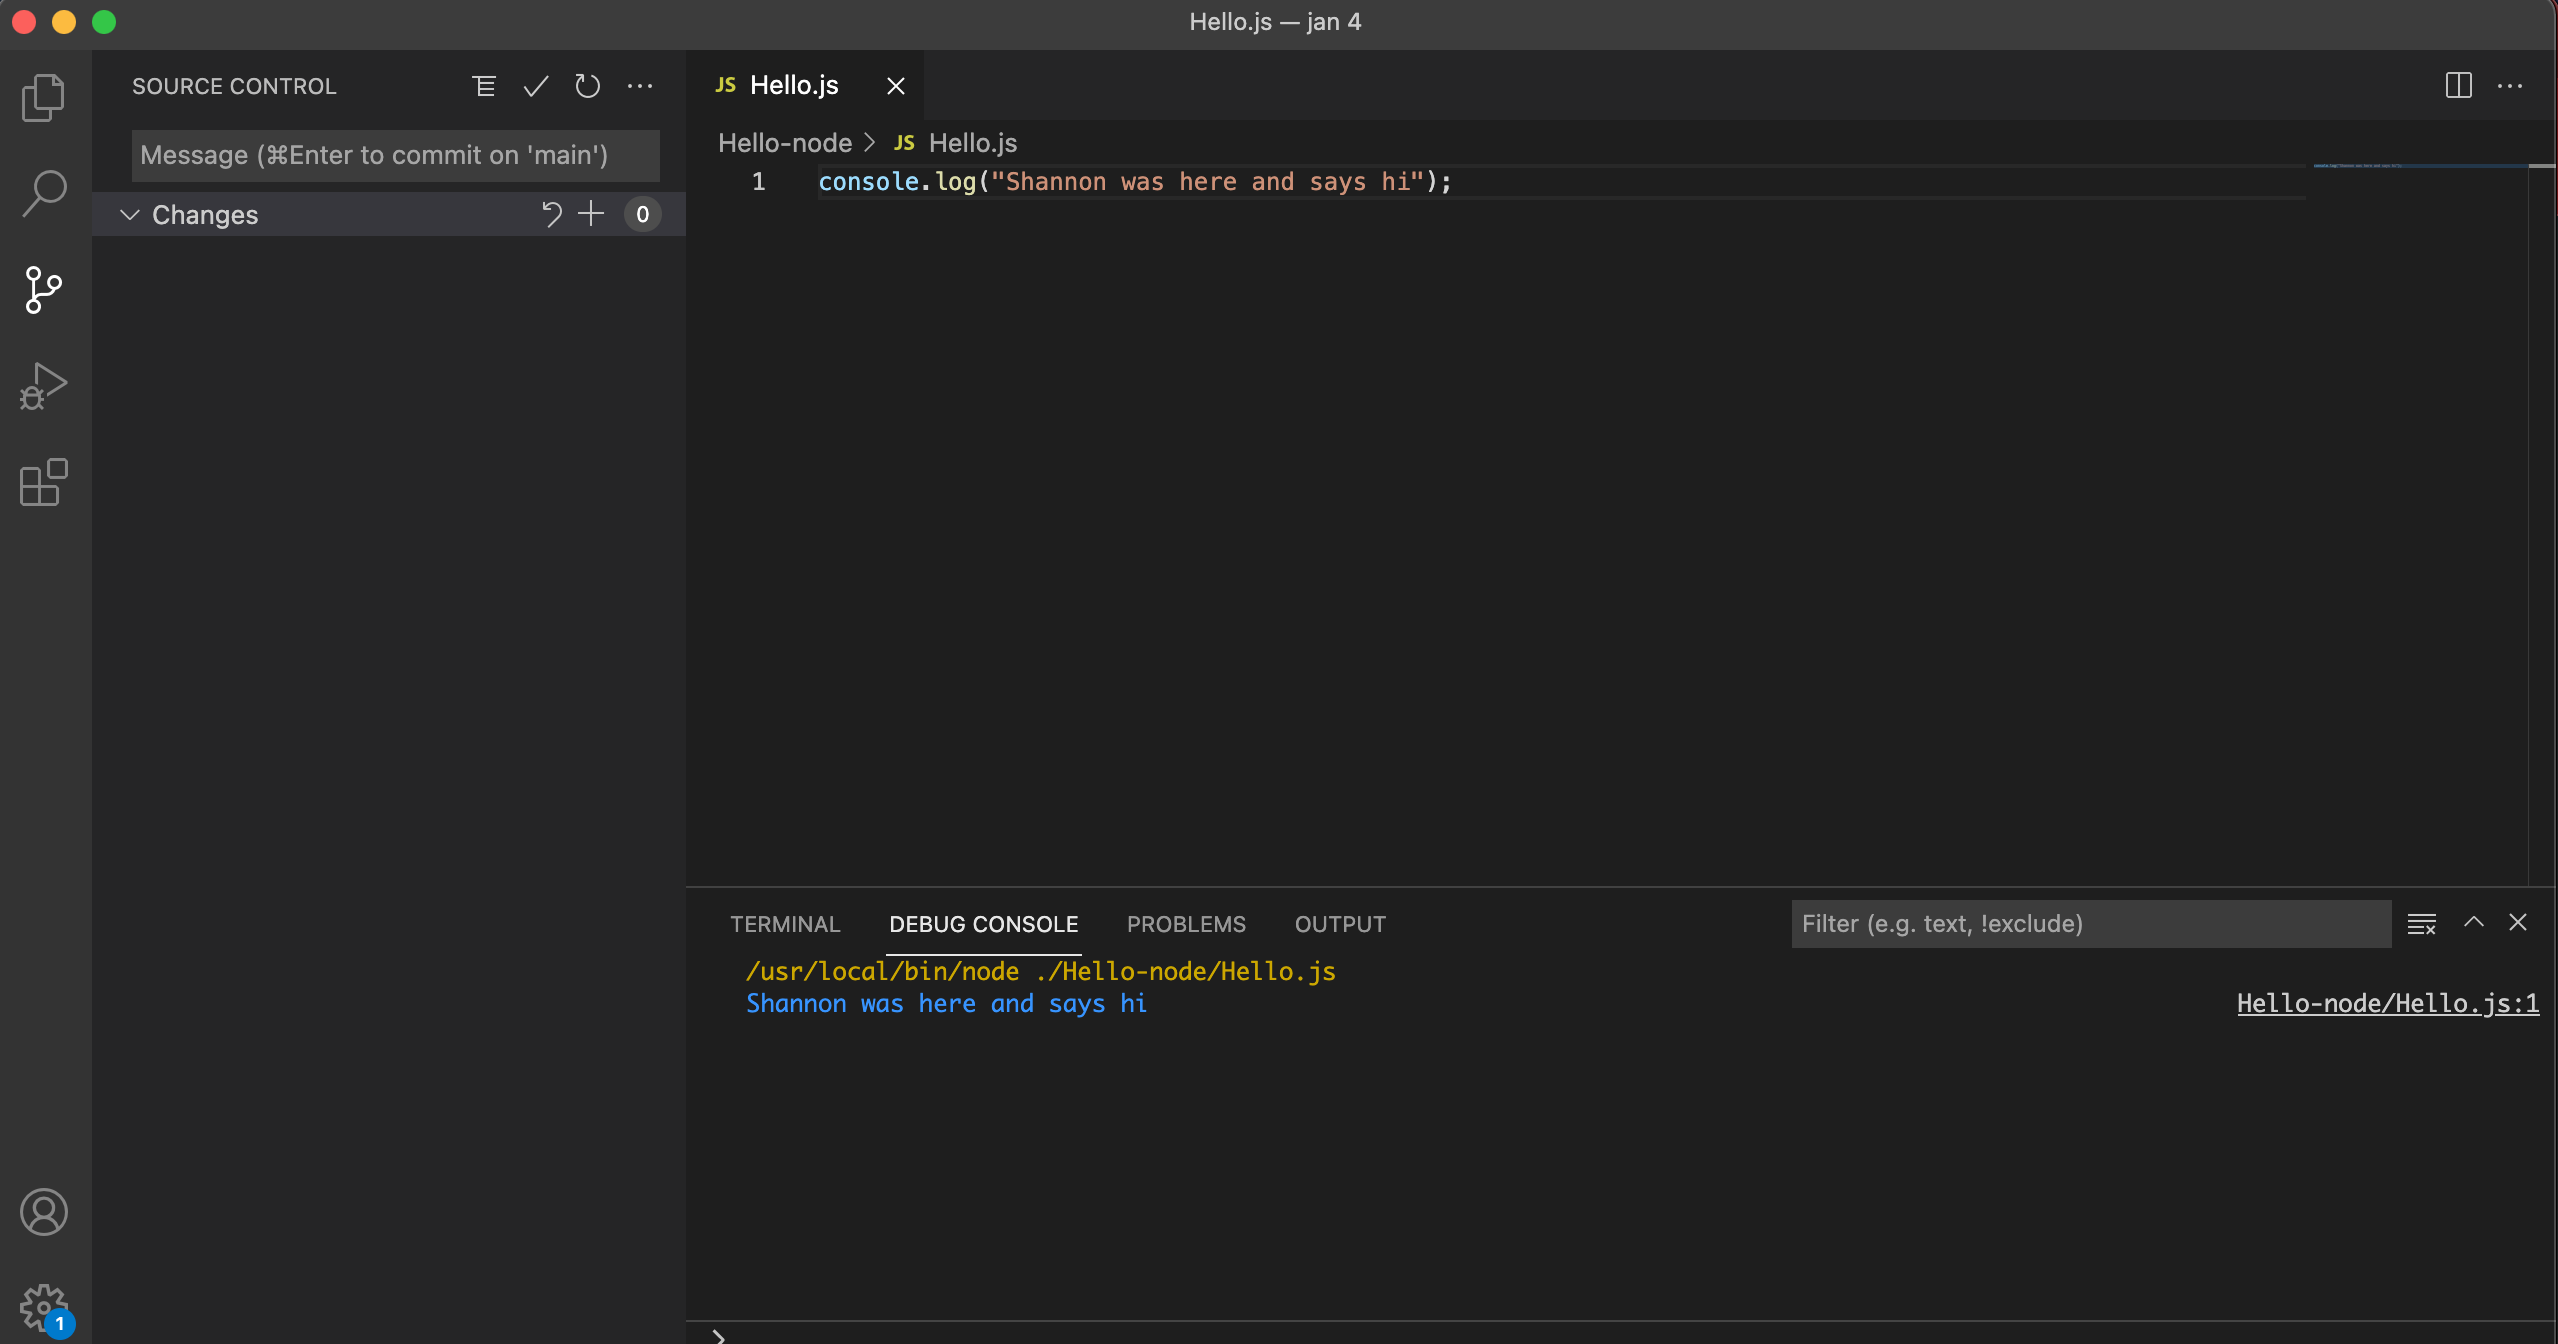 Hello.js — jan 4
SOURCE CONTROL
Message (⌘Enter to commit on 'main')
Changes
0
JS Hello.js
Hello-node > JS Hello.js
1 console.log("Shannon was here and says hi");
TERMINAL DEBUG CONSOLE PROBLEMS OUTPUT
Filter (e.g. text, !exclude)
/usr/local/bin/node ./Hello-node/Hello.js
Shannon was here and says hi
Hello-node/Hello.js:1
1